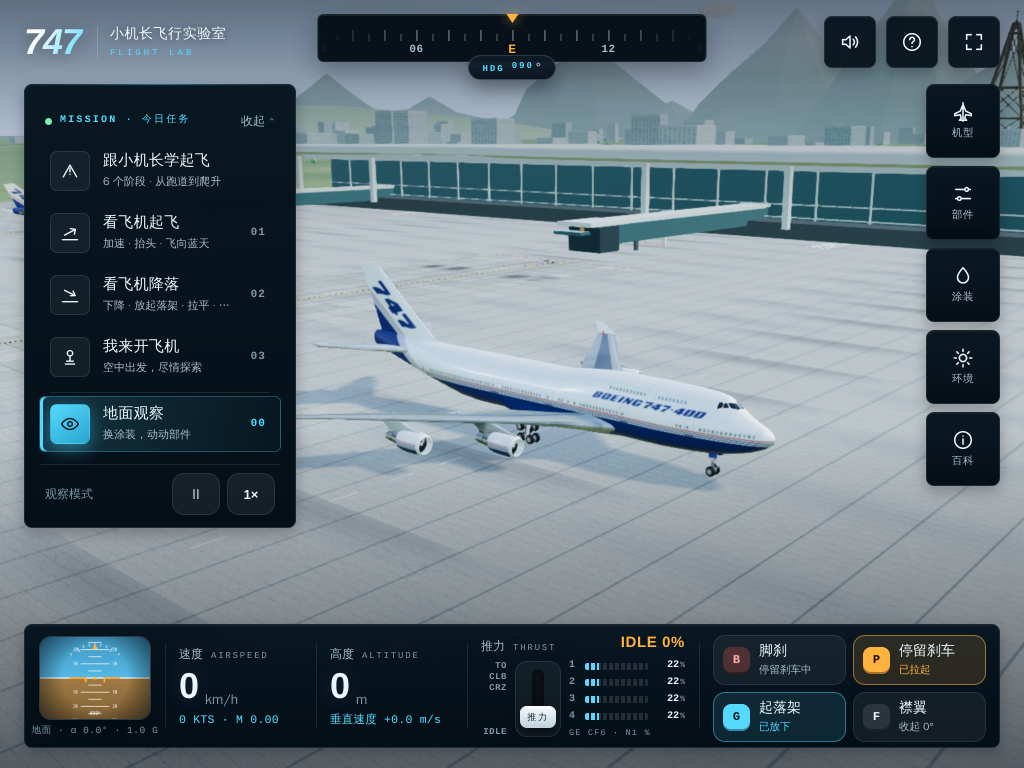 747
小机长飞行实验室
FLIGHT LAB
06 E 12
HDG 090°
MISSION · 今日任务
收起
跟小机长学起飞
6 个阶段 · 从跑道到爬升
看飞机起飞
加速 · 抬头 · 飞向蓝天
01
看飞机降落
下降 · 放起落架 · 拉平 · ···
02
我来开飞机
空中出发，尽情探索
03
地面观察
换涂装，动动部件
00
观察模式
1×
机型
部件
涂装
环境
百科
747
BOEING 747-400
地面 · α 0.0° · 1.0 G
速度 AIRSPEED
0 km/h
0 KTS · M 0.00
高度 ALTITUDE
0 m
垂直速度 +0.0 m/s
推力 THRUST
IDLE 0%
TO
CLB
CRZ
IDLE
推力
1 22%
2 22%
3 22%
4 22%
GE CF6 · N1 %
B 脚刹
停留刹车中
P 停留刹车
已拉起
G 起落架
已放下
F 襟翼
收起 0°